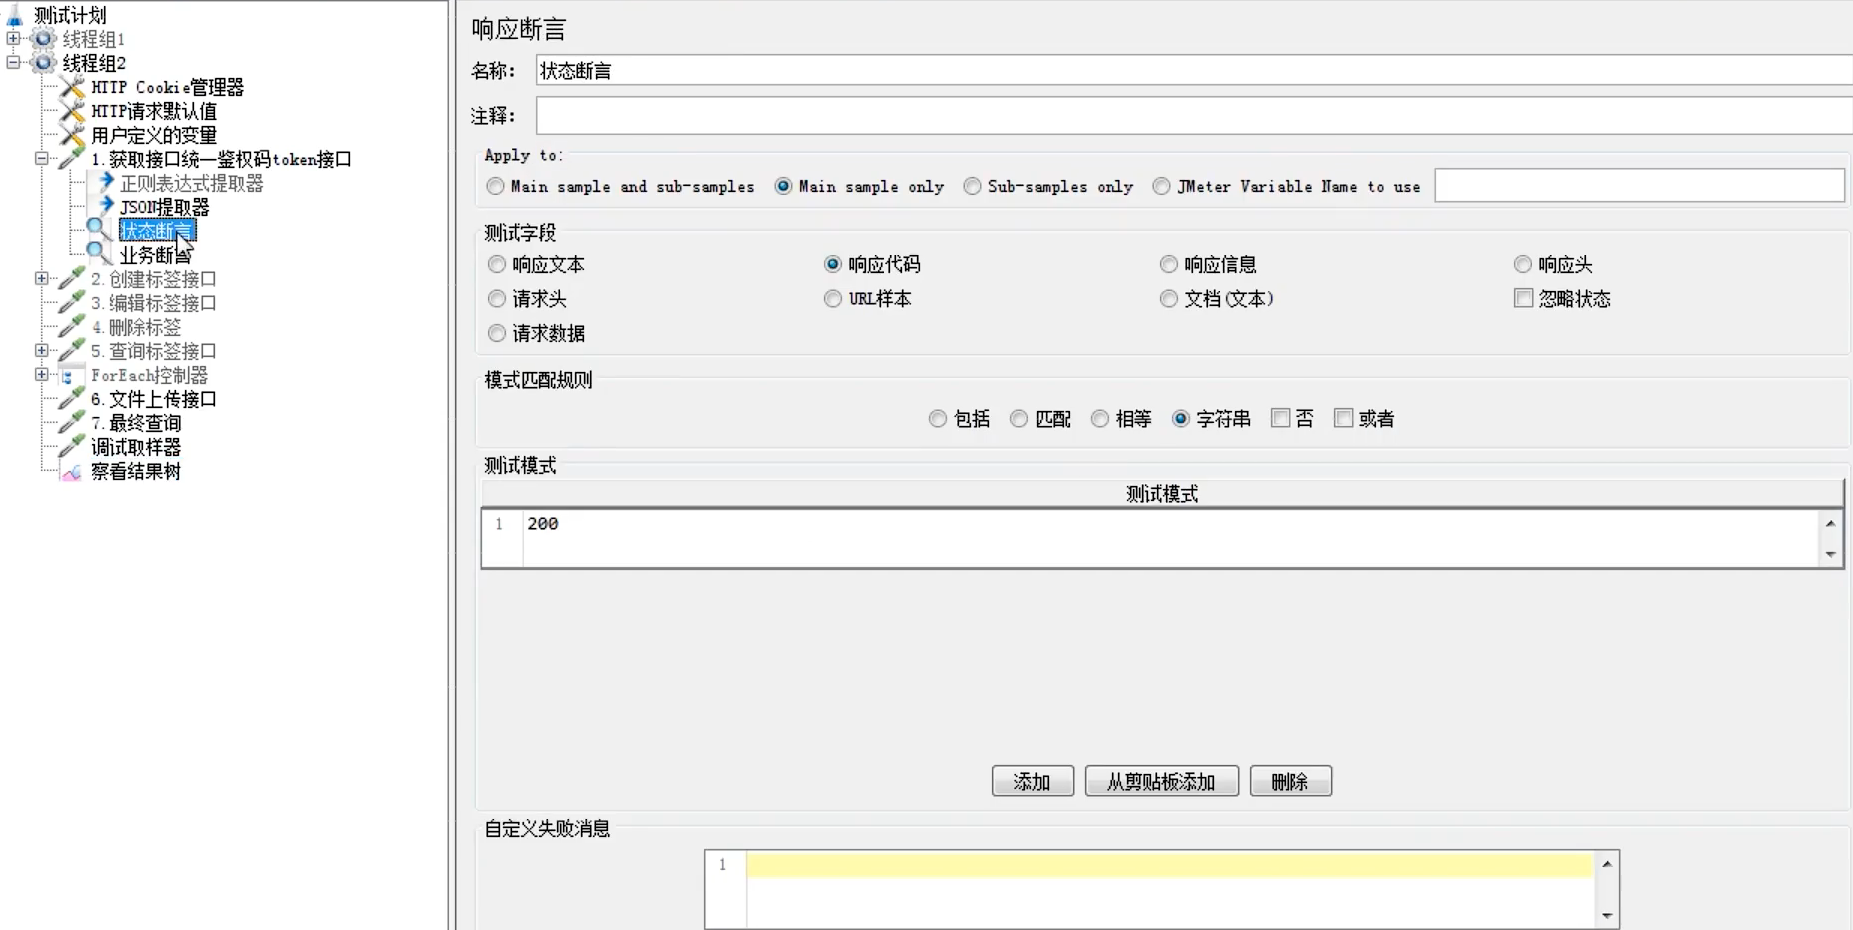 测试计划
线程组1
线程组2
HTTP Cookie管理器
HTTP请求默认值
用户定义的变量
1.获取接口统一鉴权码token接口
正则表达式提取器
JSON提取器
状态断言
业务断言
2.创建标签接口
3.编辑标签接口
4.删除标签
5.查询标签接口
ForEach控制器
6.文件上传接口
7.最终查询
调试取样器
察看结果树
响应断言
名称： 状态断言
注释：
Apply to:
Main sample and sub-samples Main sample only Sub-samples only JMeter Variable Name to use
测试字段
响应文本 响应代码 响应信息 响应头
请求头 URL样本 文档(文本) 忽略状态
请求数据
模式匹配规则
包括 匹配 相等 字符串 否 或者
测试模式
测试模式
1 200
添加 从剪贴板添加 删除
自定义失败消息
1